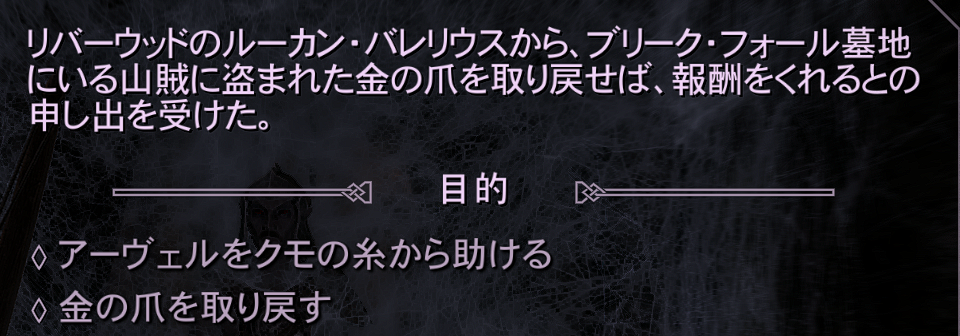 リバーウッドのルーカン・バレリウスから、ブリーク・フォール墓地
にいる山賊に盗まれた金の爪を取り戻せば、報酬をくれるとの
申し出を受けた。
目的
◊ アーヴェルをクモの糸から助ける
◊ 金の爪を取り戻す